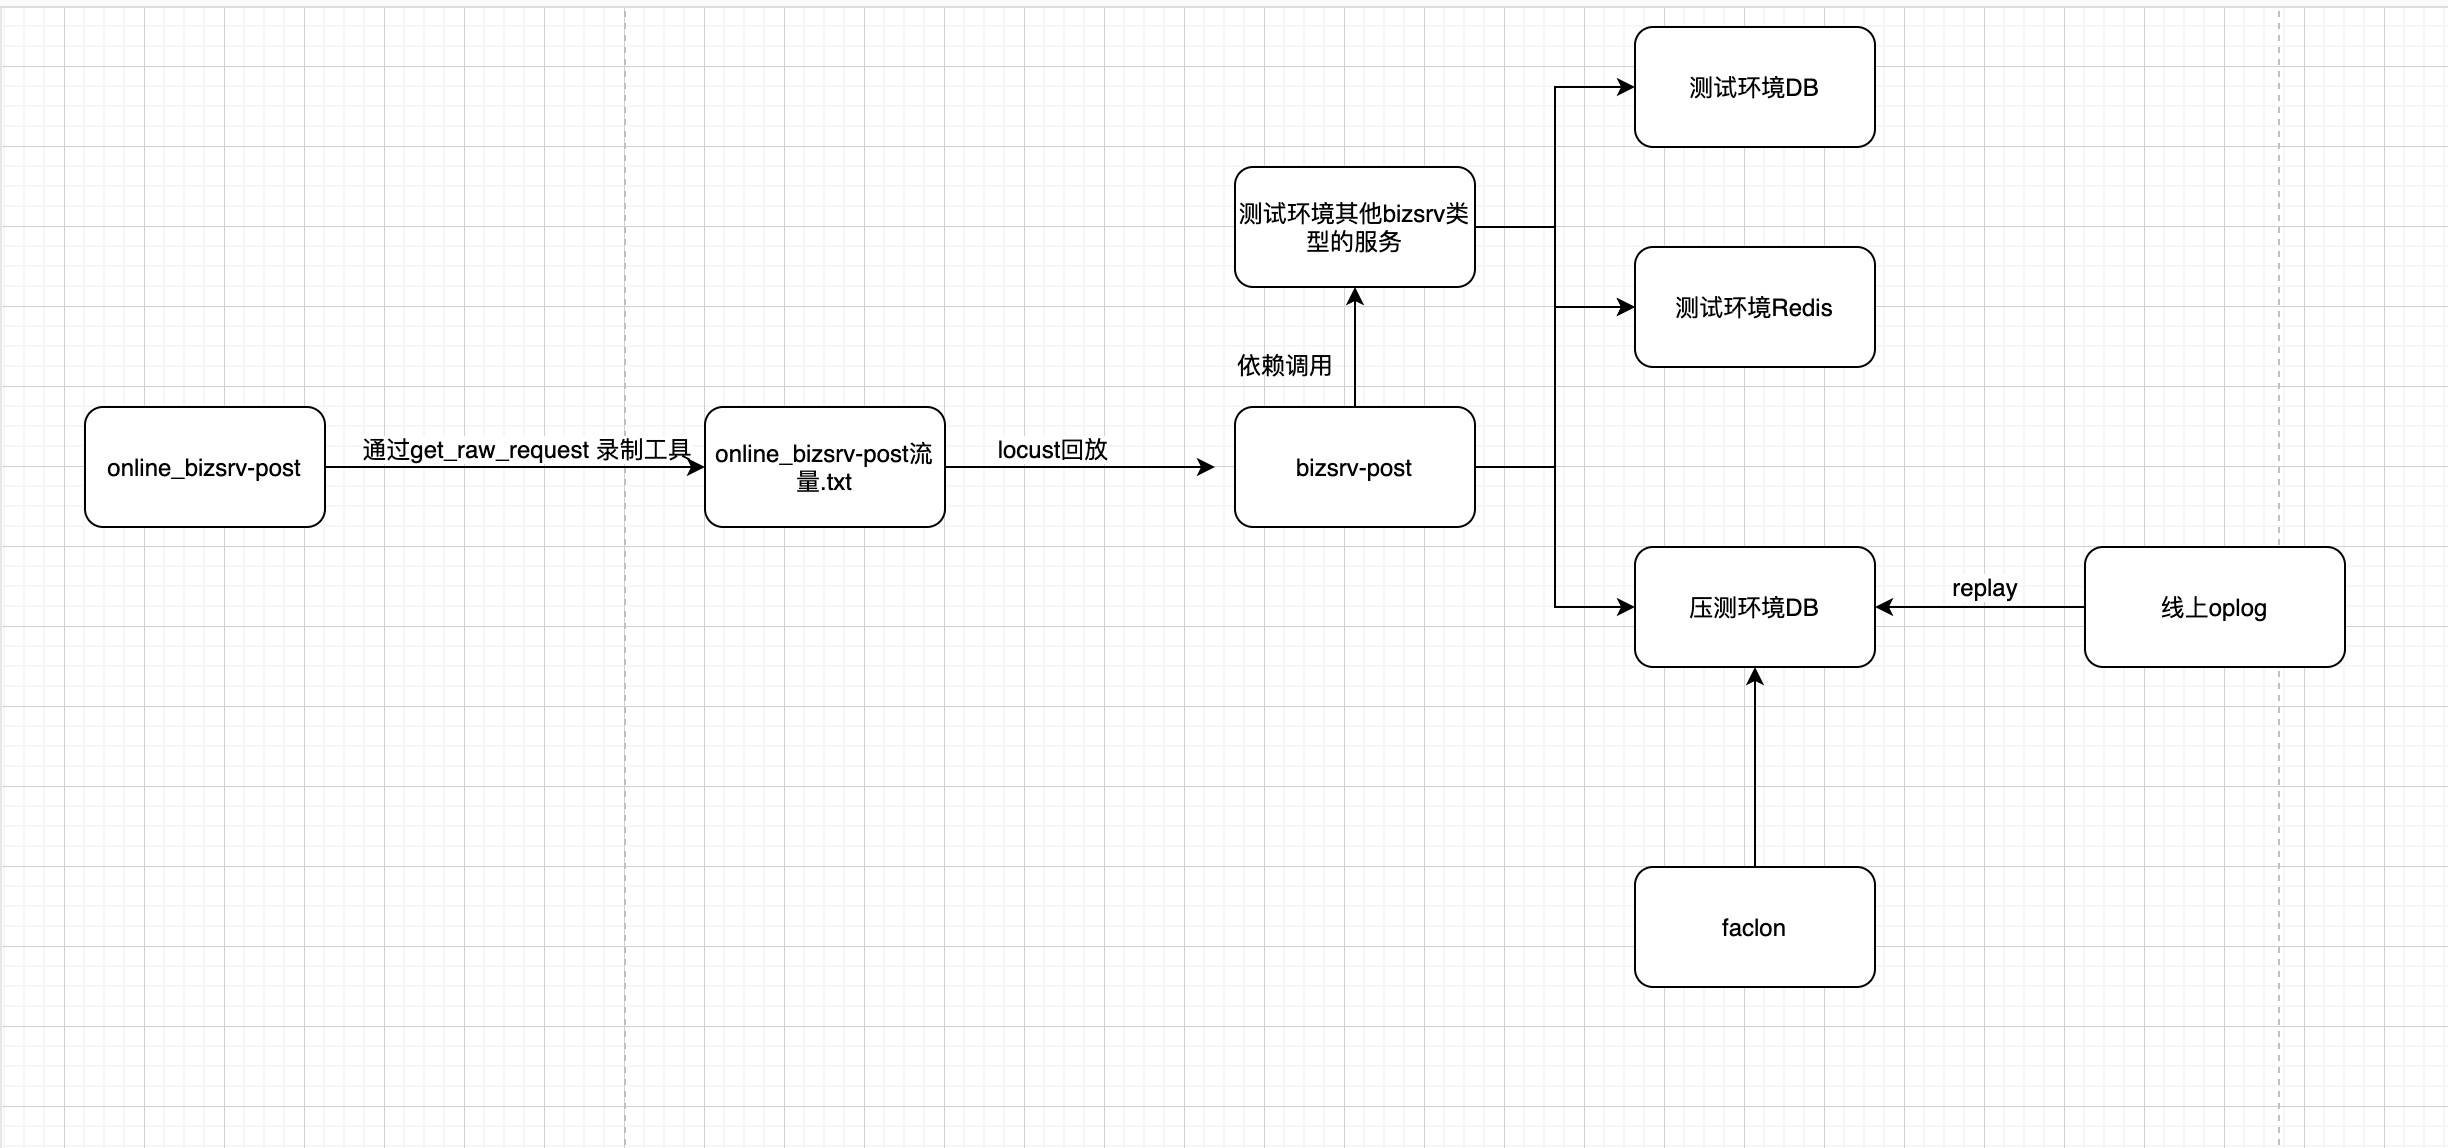 测试环境DB
测试环境其他bizsrv类
型的服务
测试环境Redis
依赖调用
online_bizsrv-post
通过get_raw_request 录制工具
online_bizsrv-post流
量.txt
locust回放
bizsrv-post
压测环境DB
replay
线上oplog
faclon